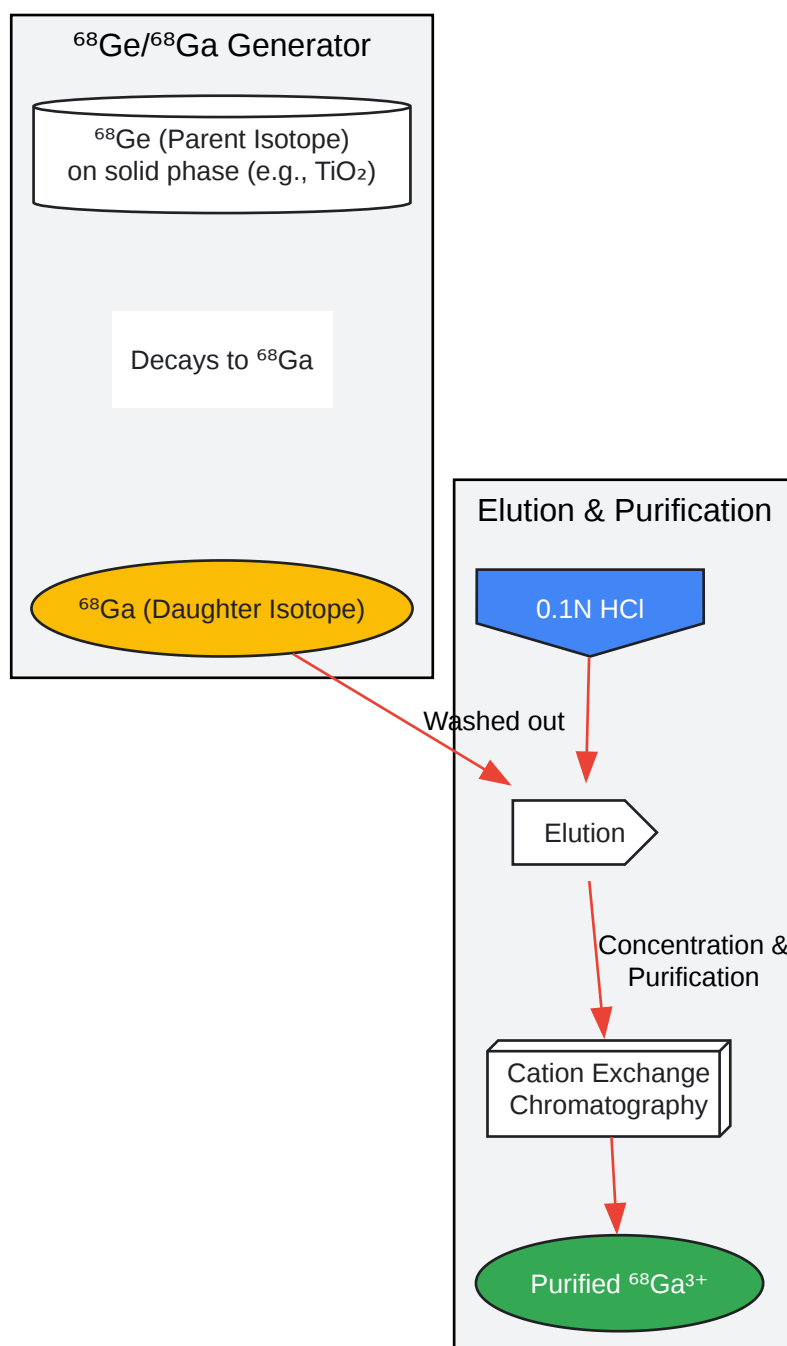 ⁶⁸Ge/⁶⁸Ga Generator
⁶⁸Ge (Parent Isotope)
on solid phase (e.g., TiO₂)
Decays to ⁶⁸Ga
⁶⁸Ga (Daughter Isotope)
Elution & Purification
0.1N HCl
Washed out
Elution
Concentration &
Purification
Cation Exchange
Chromatography
Purified ⁶⁸Ga³⁺